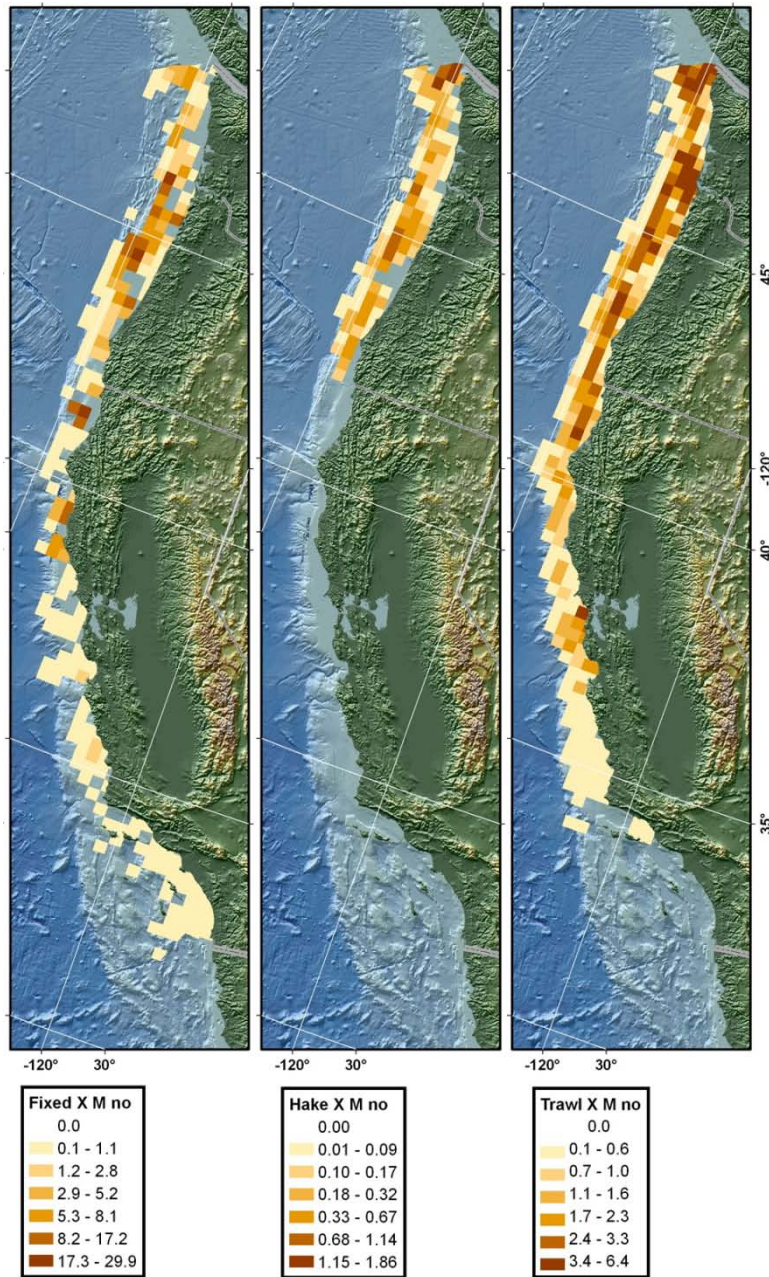 45°
-120°
40°
35°
-120°
30°
-120°
30°
-120°
30°
Fixed X M no
0.0
0.1 - 1.1
1.2 - 2.8
2.9 - 5.2
5.3 - 8.1
8.2 - 17.2
17.3 - 29.9
Hake X M no
0.00
0.01 - 0.09
0.10 - 0.17
0.18 - 0.32
0.33 - 0.67
0.68 - 1.14
1.15 - 1.86
Trawl X M no
0.0
0.1 - 0.6
0.7 - 1.0
1.1 - 1.6
1.7 - 2.3
2.4 - 3.3
3.4 - 6.4